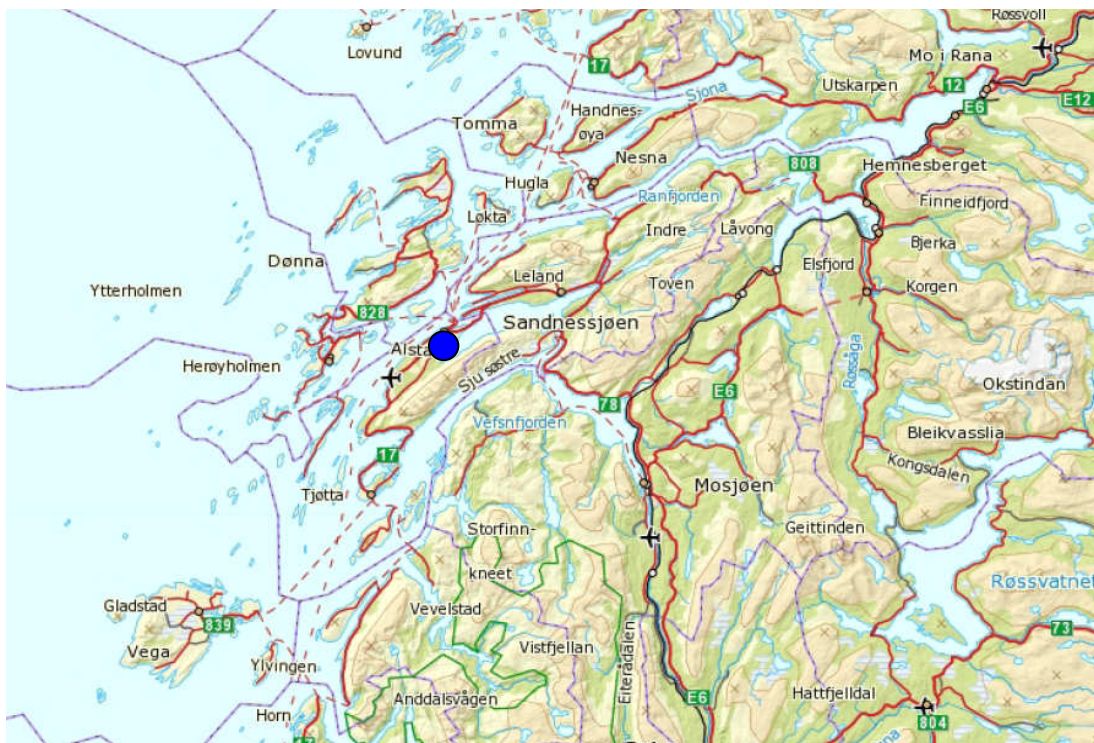 Røssvoll
Lovund
Mo i Rana
17
Utskarpen
12
Sjona
E6
E12
Handnes-
øya
Tomma
Nesna
808
Hemnesberget
Hugla
Ranfjorden
Finneidfjord
Løkta
Indre
Låvong
Bjerka
Dønna
Leland
Toven
Elsfjord
Ytterholmen
Korgen
828
Sandnessjøen
Alsta
Herøyholmen
Sju søstre
Røssåga
Okstindan
78
E6
Vefsnfjorden
Bleikvasslia
17
Kongsdalen
Mosjøen
Tjøtta
Storfinn-
kneet
Geittinden
Røssvatnet
Gladstad
Vevelstad
839
73
Vega
Vistfjellan
Eiterådalen
Ylvingen
Anddalsvågen
E6
Hattfjelldal
Horn
804
17